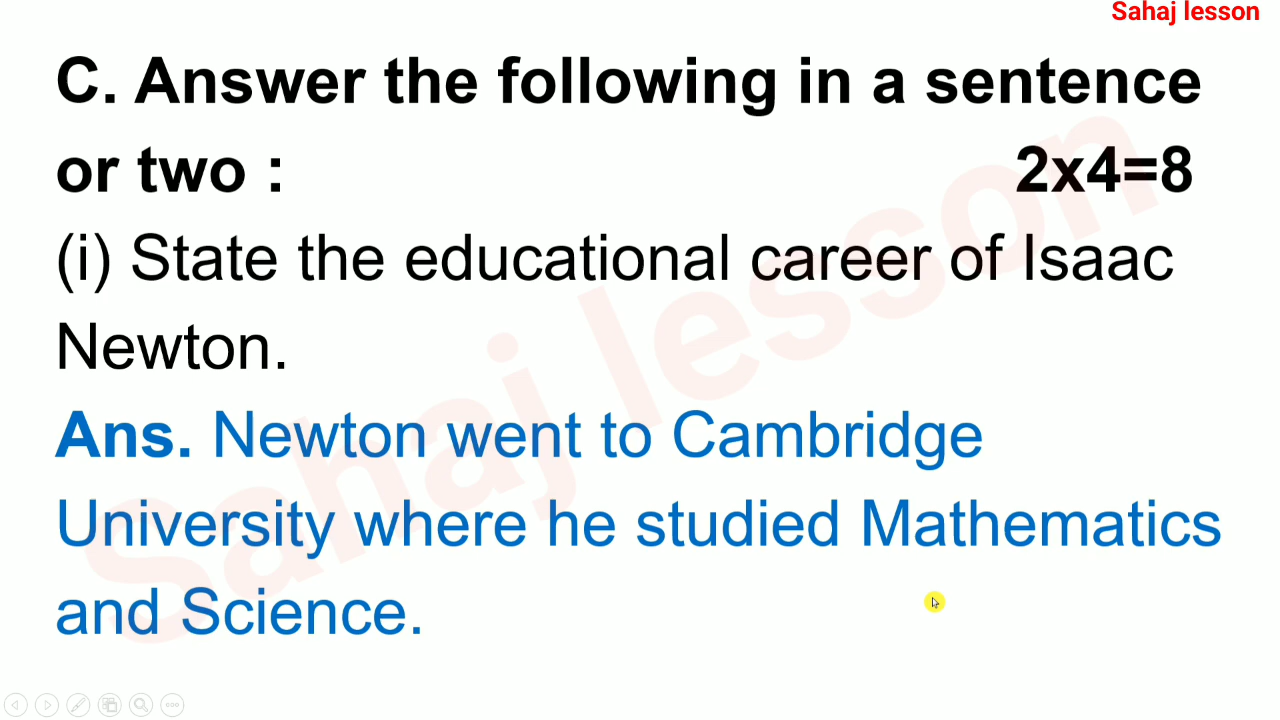 Sahaj lesson
C. Answer the following in a sentence
or two : 2x4=8
(i) State the educational career of Isaac
Newton.
Ans. Newton went to Cambridge
University where he studied Mathematics
and Science.
Sahaj lesson